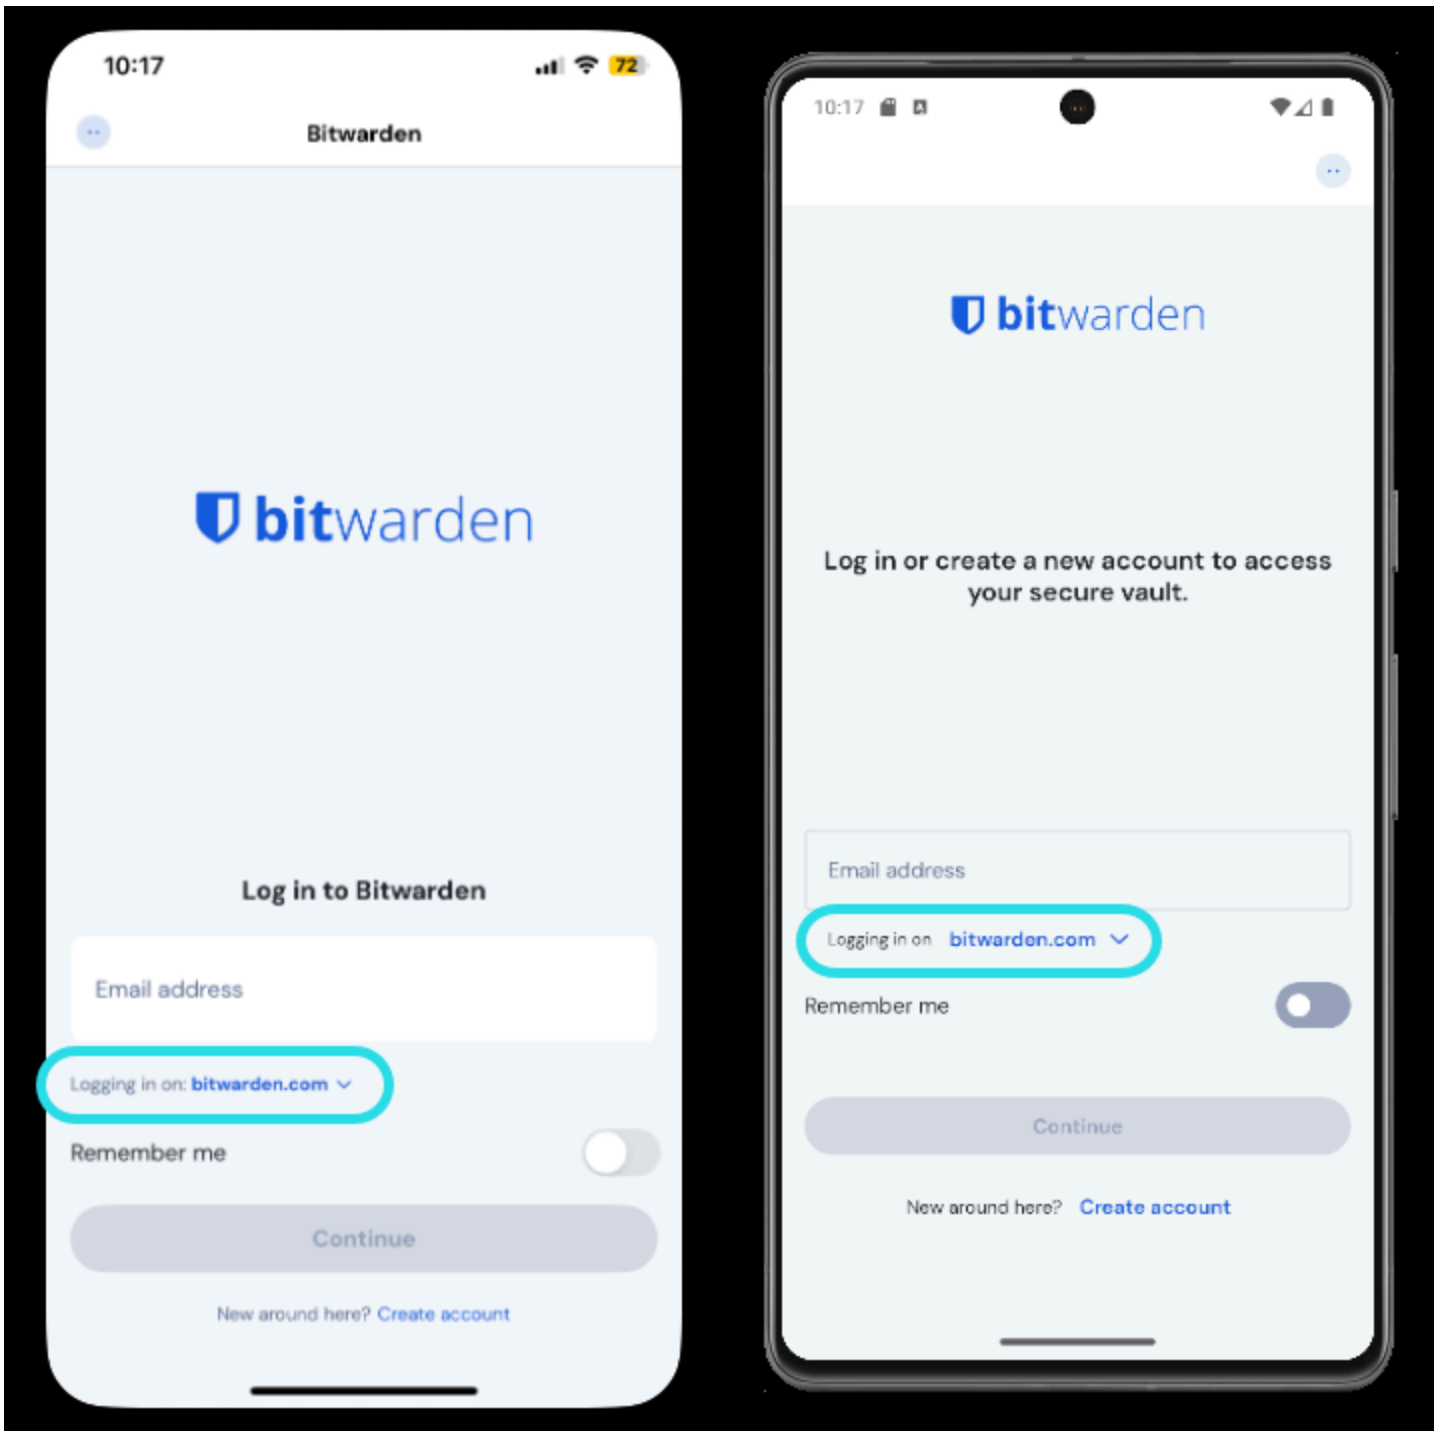 10:17
72
Bitwarden
bitwarden
Log in to Bitwarden
Email address
Logging in on: bitwarden.com
Remember me
Continue
New around here? Create account
10:17
bitwarden
Log in or create a new account to access
your secure vault.
Email address
Logging in on bitwarden.com
Remember me
Continue
New around here? Create account